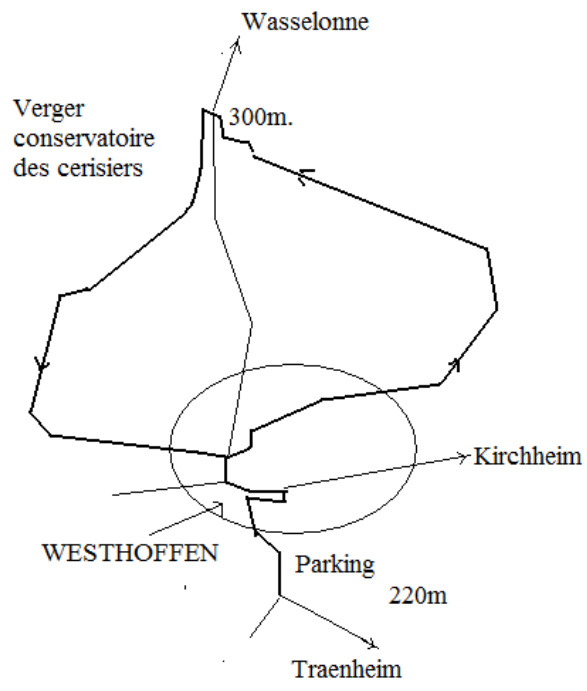 Wasselonne
Verger
conservatoire
des cerisiers
300m.
Kirchheim
WESTHOFFEN
Parking
220m
Traenheim